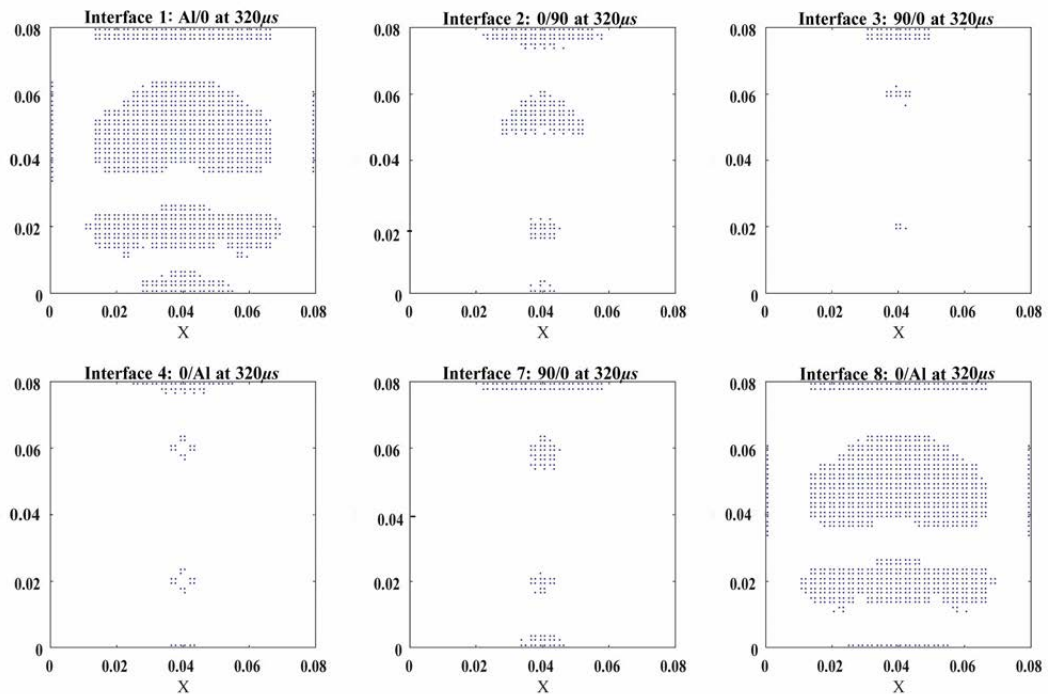 Interface 1: Al/0 at 320μs
Interface 2: 0/90 at 320μs
Interface 3: 90/0 at 320μs
0.08 0.08 0.08
0.06 0.06 0.06
0.04 0.04 0.04
0.02 0.02 0.02
0 0 0
0 0.02 0.04 0.06 0.08 0 0.02 0.04 0.06 0.08 0 0.02 0.04 0.06 0.08
X X X
Interface 4: 0/Al at 320μs
Interface 7: 90/0 at 320μs
Interface 8: 0/Al at 320μs
0.08 0.08 0.08
0.06 0.06 0.06
0.04 0.04 0.04
0.02 0.02 0.02
0 0 0
0 0.02 0.04 0.06 0.08 0 0.02 0.04 0.06 0.08 0 0.02 0.04 0.06 0.08
X X X